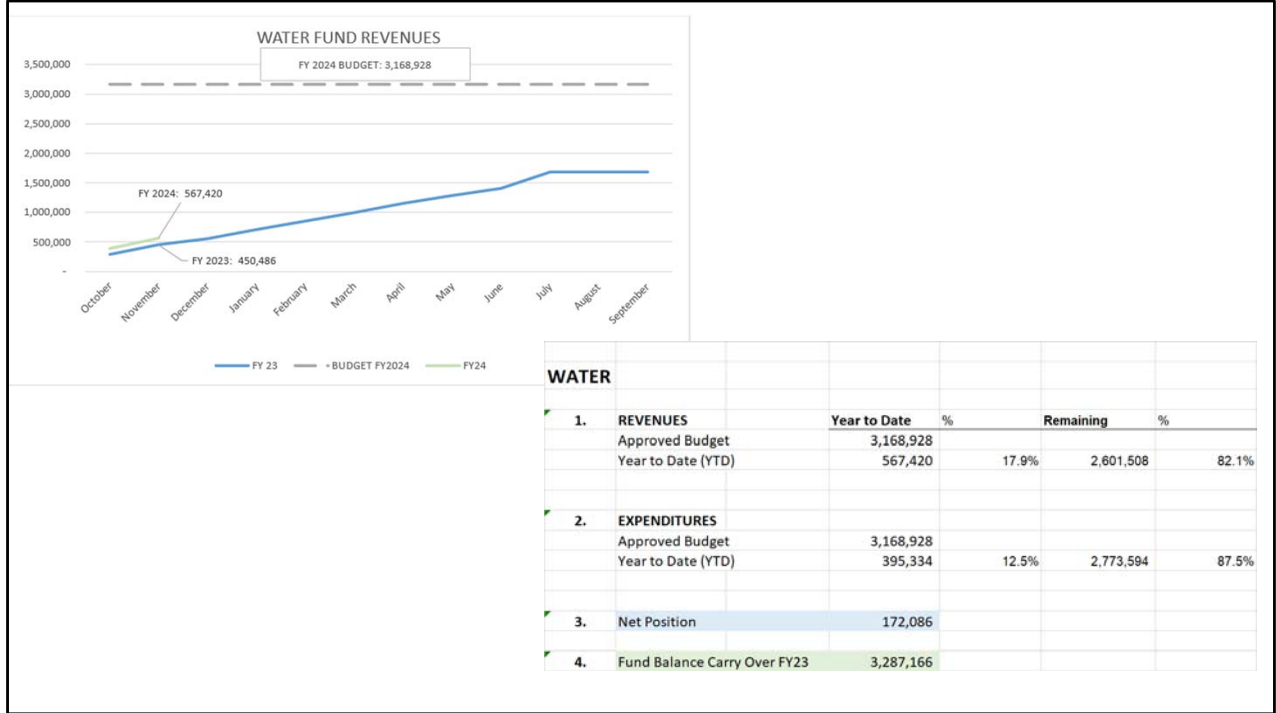 WATER FUND REVENUES
FY 2024 BUDGET: 3,168,928
3,500,000
3,000,000
2,500,000
2,000,000
1,500,000
1,000,000
500,000
-
FY 2024: 567,420
FY 2023: 450,486
October
November
December
January
February
March
April
May
June
July
August
September
FY 23
BUDGET FY2024
FY24
WATER
1. REVENUES Year to Date % Remaining %
Approved Budget 3,168,928
Year to Date (YTD) 567,420 17.9% 2,601,508 82.1%
2. EXPENDITURES
Approved Budget 3,168,928
Year to Date (YTD) 395,334 12.5% 2,773,594 87.5%
3. Net Position 172,086
4. Fund Balance Carry Over FY23 3,287,166